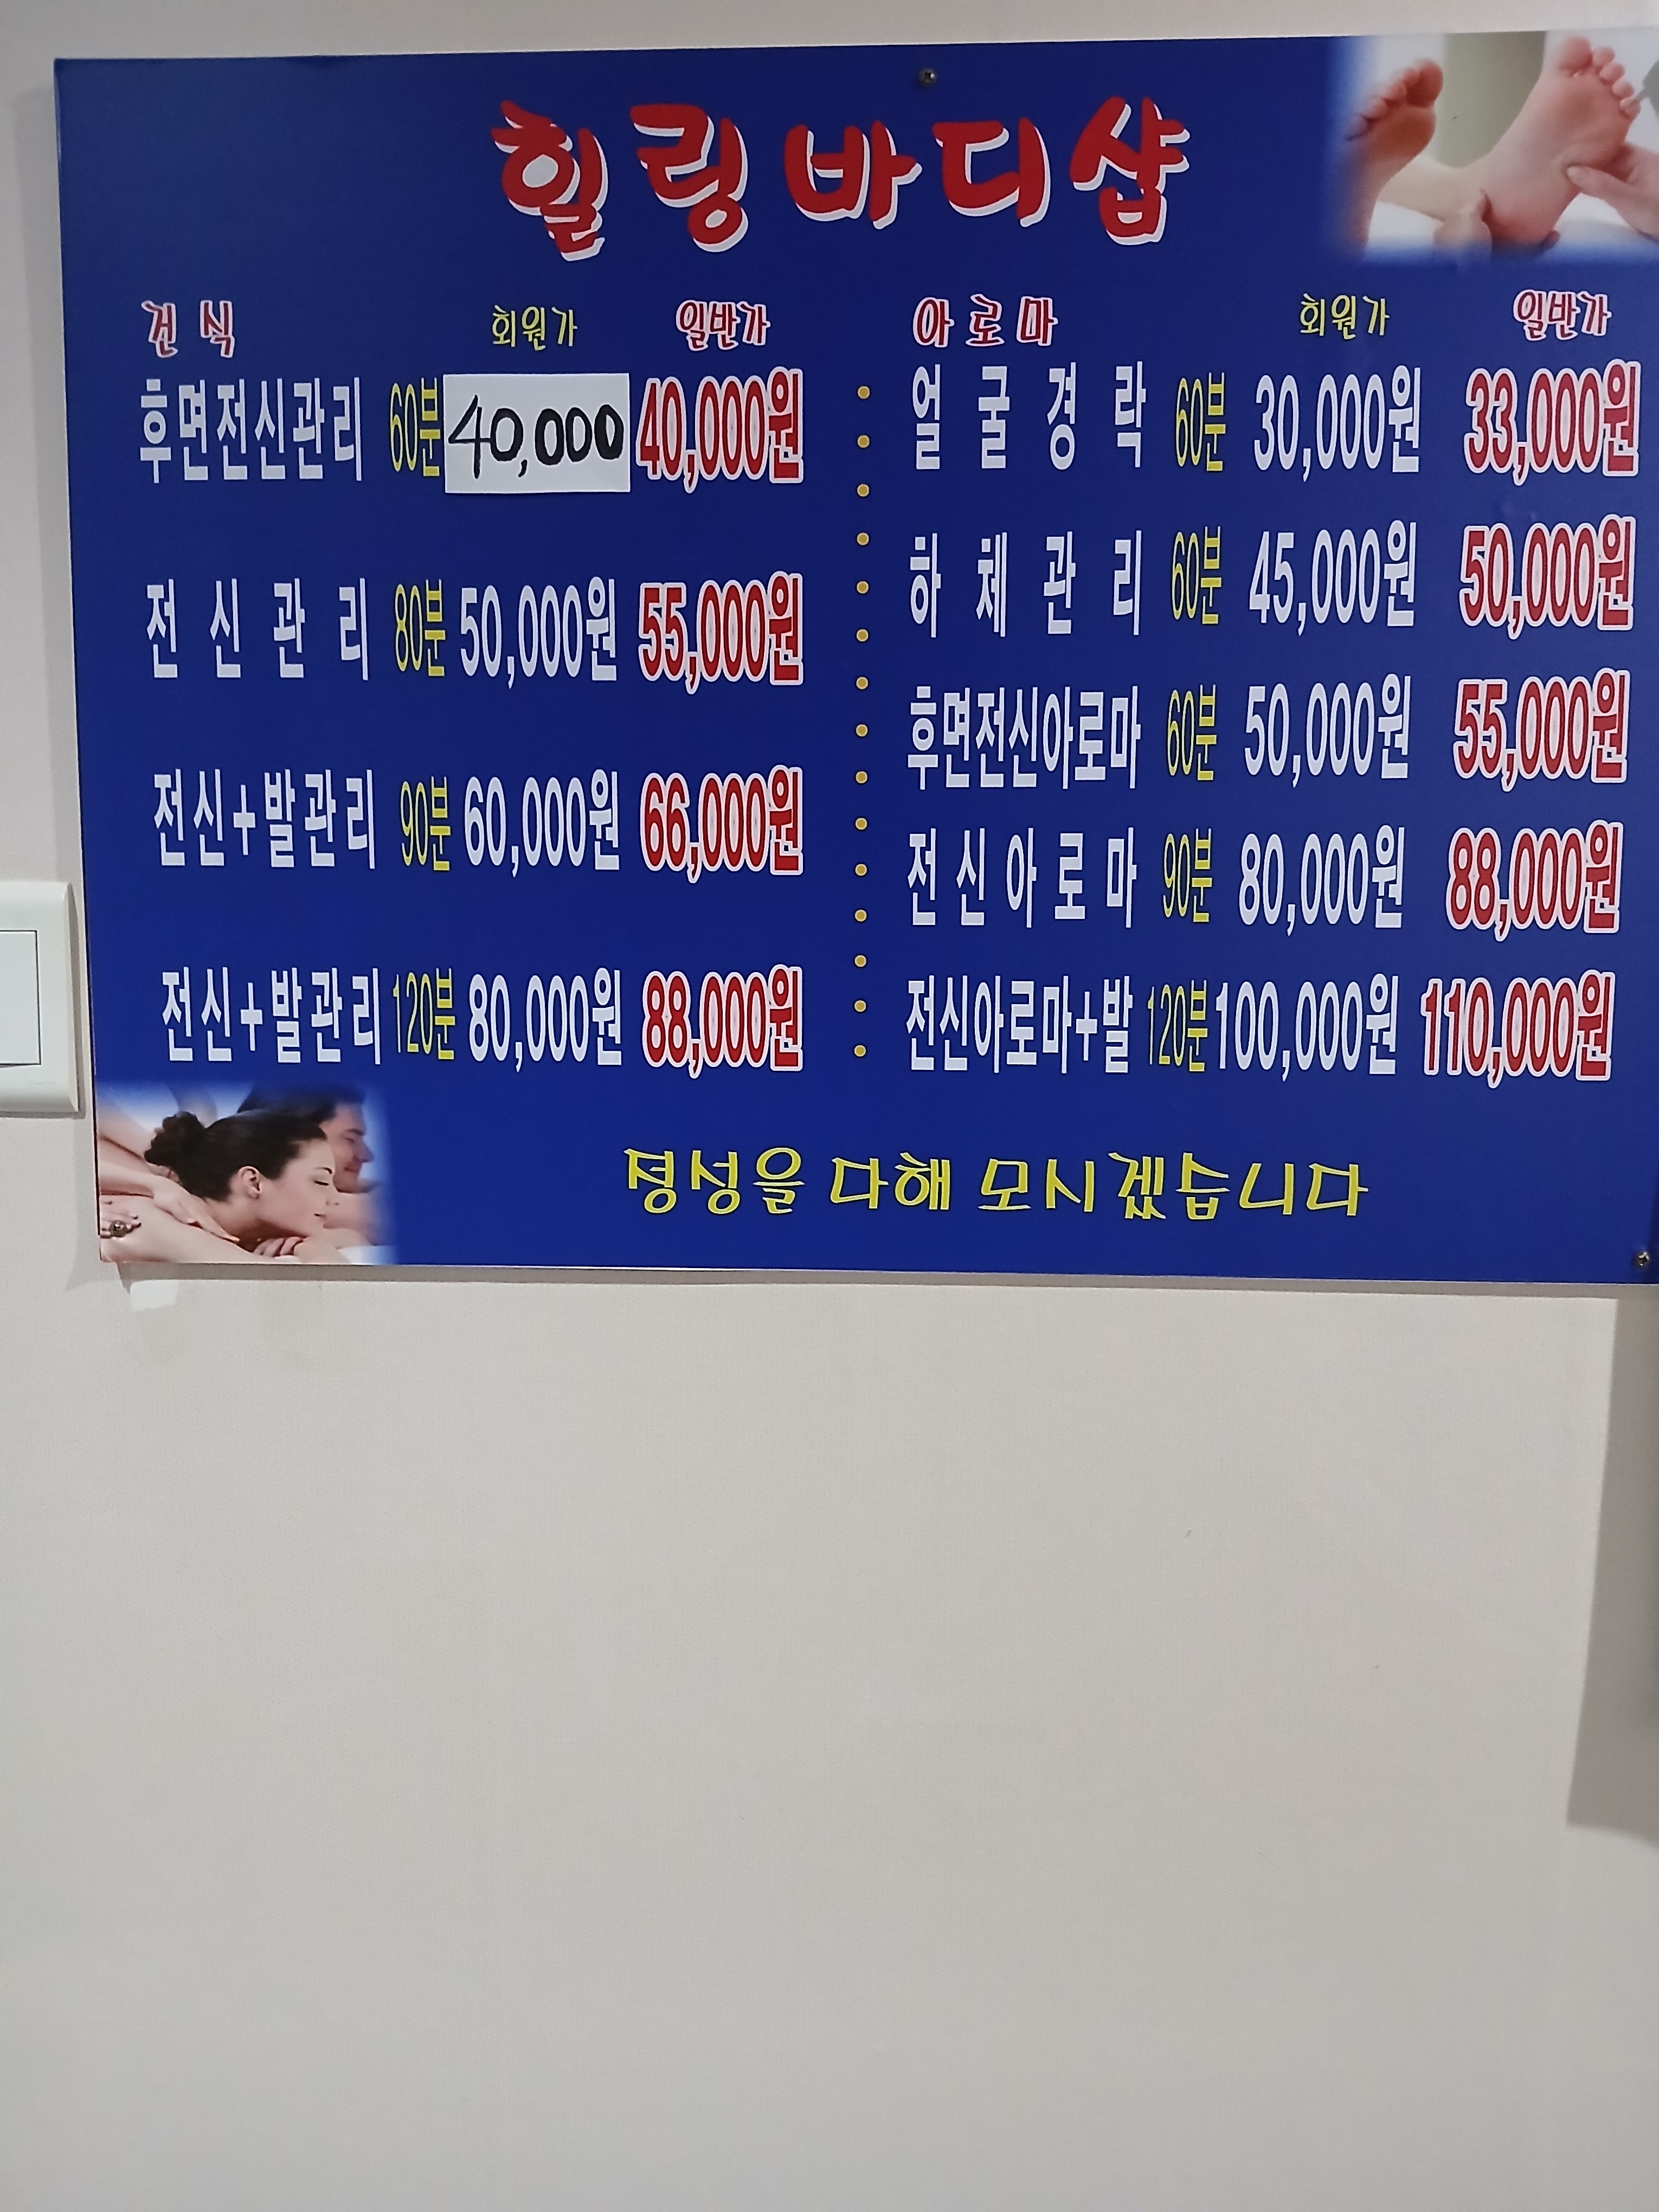 힐링바디샵
건식 회원가 일반가
후면전신관리 60분 40,000 40,000원
전신관리 80분 50,000원 55,000원
전신+발관리 90분 60,000원 66,000원
전신+발관리 120분 80,000원 88,000원
아로마 회원가 일반가
얼굴경락 60분 30,000원 33,000원
하체관리 60분 45,000원 50,000원
후면전신아로마 60분 50,000원 55,000원
전신아로마 90분 80,000원 88,000원
전신아로마+발 120분 100,000원 110,000원
정성을 다해 모시겠습니다